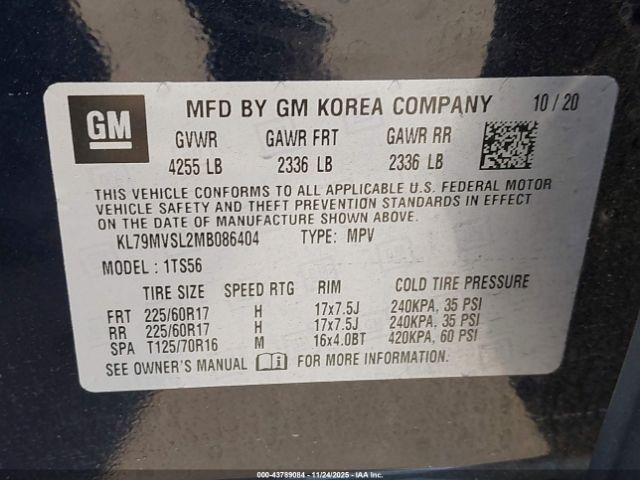 GM MFD BY GM KOREA COMPANY 10 / 20
GVWR GAWR FRT GAWR RR
4255 LB 2336 LB 2336 LB
THIS VEHICLE CONFORMS TO ALL APPLICABLE U.S. FEDERAL MOTOR
VEHICLE SAFETY AND THEFT PREVENTION STANDARDS IN EFFECT
ON THE DATE OF MANUFACTURE SHOWN ABOVE.
KL79MVSL2MB086404 TYPE: MPV
MODEL : 1TS56
TIRE SIZE SPEED RTG RIM COLD TIRE PRESSURE
FRT 225/60R17 H 17x7.5J 240KPA, 35 PSI
RR 225/60R17 H 17x7.5J 240KPA, 35 PSI
SPA T125/70R16 M 16x4.0BT 420KPA, 60 PSI
SEE OWNER'S MANUAL FOR MORE INFORMATION.
000-43789084 - 11/24/2025 - IAA Inc.